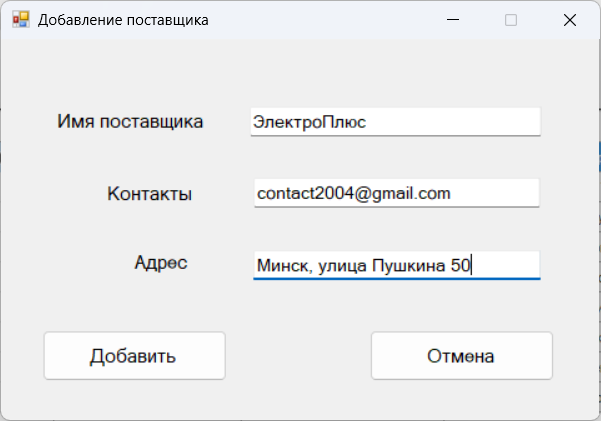 Добавление поставщика
Имя поставщика ЭлектроПлюс
Контакты contact2004@gmail.com
Адрес Минск, улица Пушкина 50
Добавить Отмена